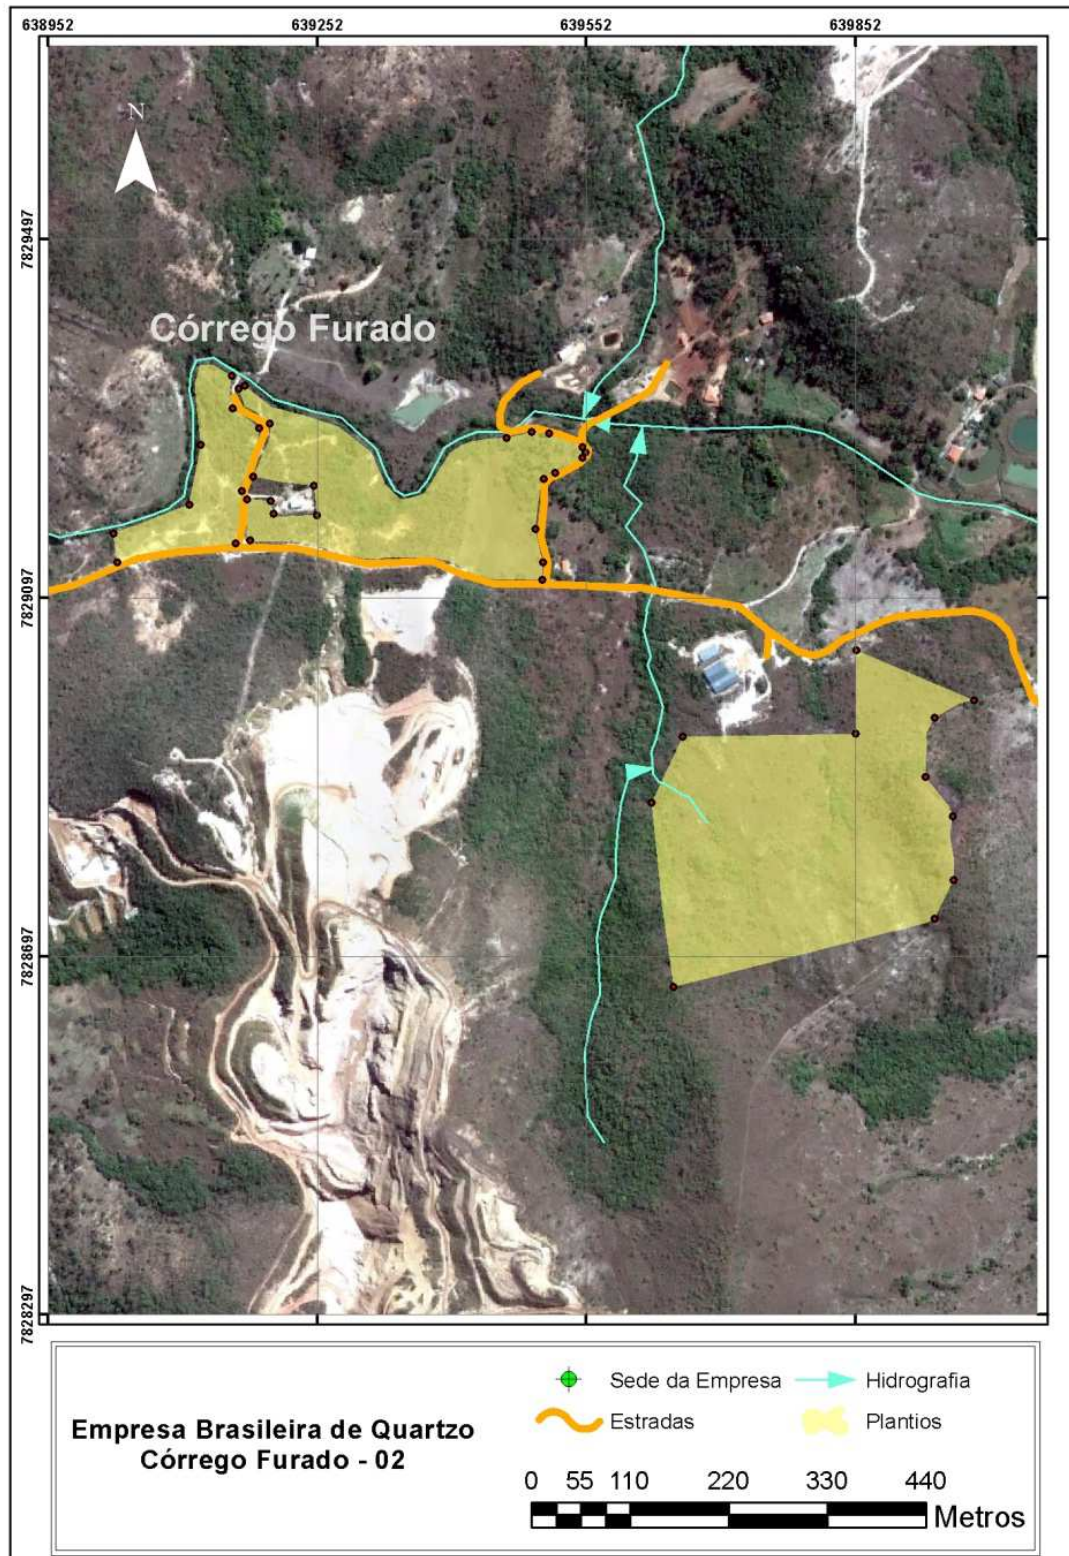 638952 639252 639552 639852
N
7829497
Córrego Furado
7829097
7828697
7828297
Sede da Empresa Hidrografia
Estradas Plantios
Empresa Brasileira de Quartzo
Córrego Furado - 02
0 55 110 220 330 440
Metros